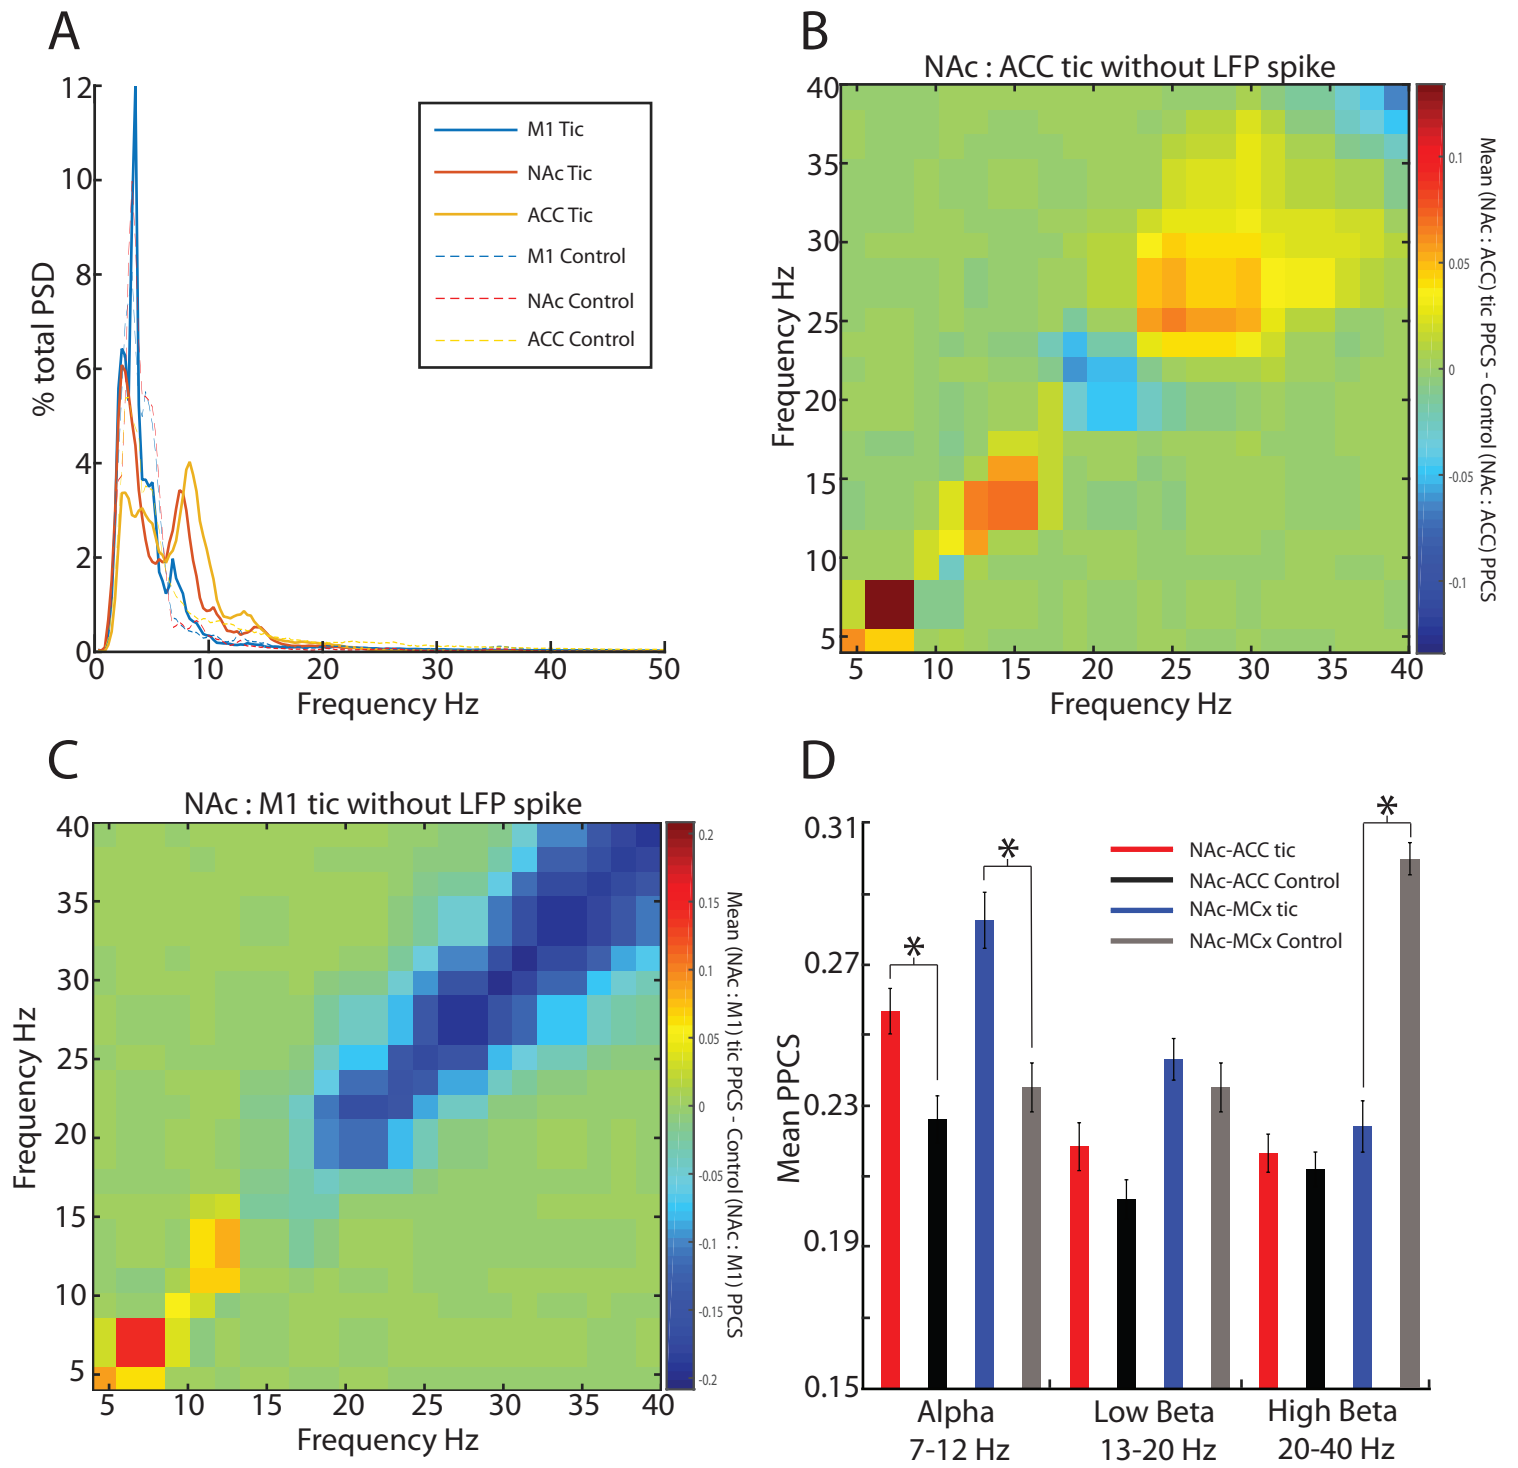 A
12
10
8
6
4
2
0
% total PSD
0 10 20 30 40 50
Frequency Hz
M1 Tic
NAc Tic
ACC Tic
M1 Control
NAc Control
ACC Control
B
NAc : ACC tic without LFP spike
40
35
30
25
20
15
10
5
Frequency Hz
5 10 15 20 25 30 35 40
Frequency Hz
0.1
0.05
0
-0.05
-0.1
Mean (NAc : ACC) tic PPCS - Control (NAc : ACC) PPCS
C
NAc : M1 tic without LFP spike
40
35
30
25
20
15
10
5
Frequency Hz
5 10 15 20 25 30 35 40
Frequency Hz
0.2
0.15
0.1
0.05
0
-0.05
-0.1
-0.15
-0.2
Mean (NAc : M1) tic PPCS - Control (NAc : M1) PPCS
D
0.31
0.27
0.23
0.19
0.15
Mean PPCS
* * *
NAc-ACC tic
NAc-ACC Control
NAc-MCx tic
NAc-MCx Control
Alpha
7-12 Hz
Low Beta
13-20 Hz
High Beta
20-40 Hz